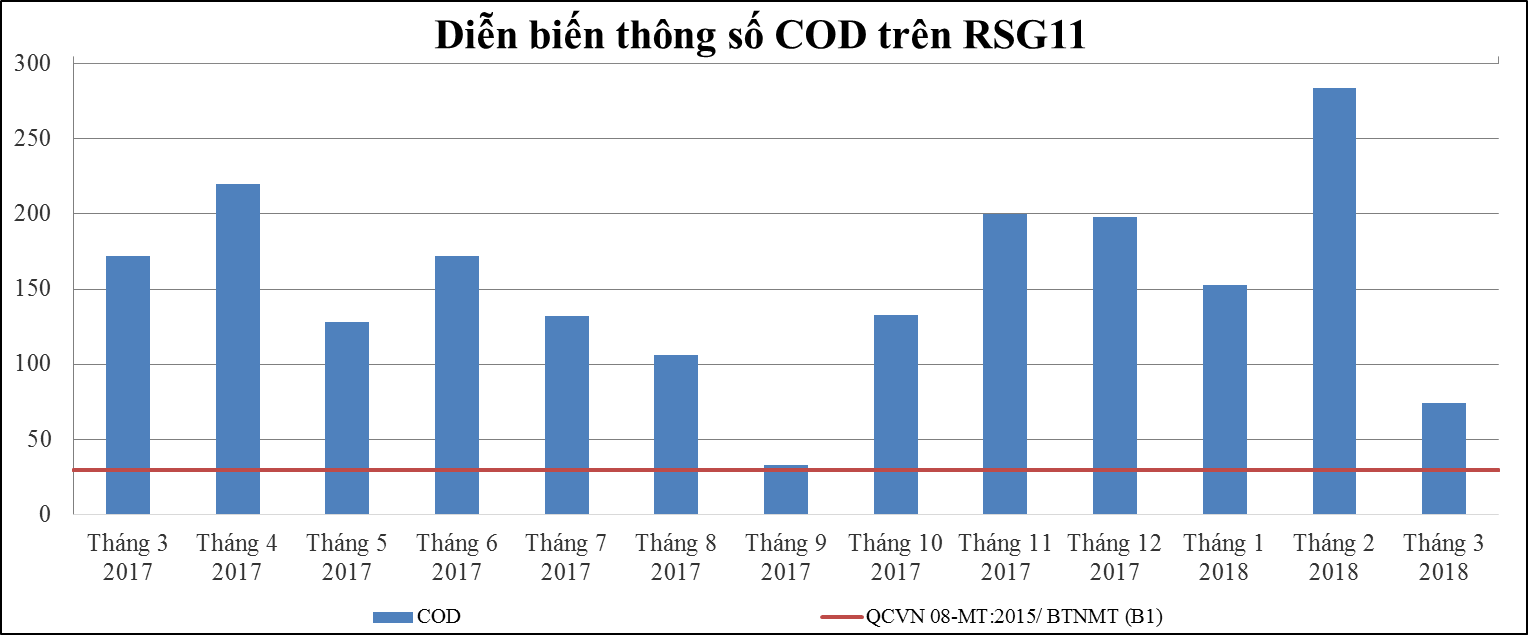 Diễn biến thông số COD trên RSG11
300
250
200
150
100
50
0
Tháng 3 Tháng 4 Tháng 5 Tháng 6 Tháng 7 Tháng 8 Tháng 9 Tháng 10 Tháng 11 Tháng 12 Tháng 1 Tháng 2 Tháng 3
2017 2017 2017 2017 2017 2017 2017 2017 2017 2017 2018 2018 2018
COD QCVN 08-MT:2015/ BTNMT (B1)